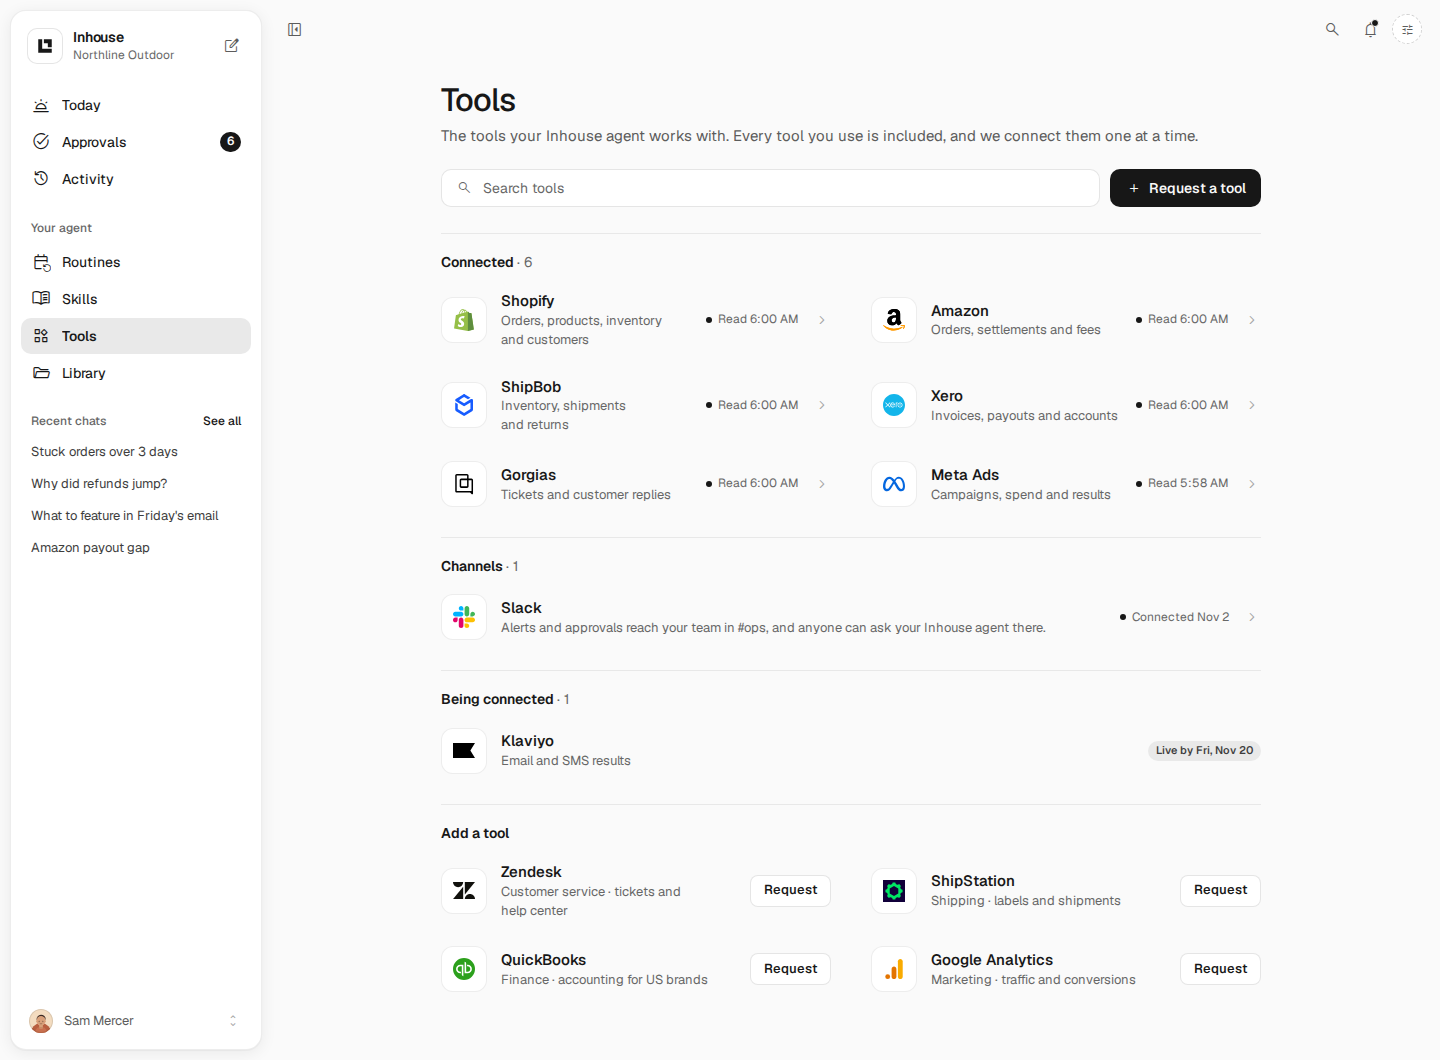 Inhouse
Northline Outdoor
Today
Approvals
6
Activity
Your agent
Routines
Skills
Tools
Library
Recent chats
See all
Stuck orders over 3 days
Why did refunds jump?
What to feature in Friday's email
Amazon payout gap
Sam Mercer
Tools
The tools your Inhouse agent works with. Every tool you use is included, and we connect them one at a time.
Search tools
+ Request a tool
Connected · 6
Shopify
Orders, products, inventory
and customers
Read 6:00 AM
Amazon
Orders, settlements and fees
Read 6:00 AM
ShipBob
Inventory, shipments
and returns
Read 6:00 AM
xero
Xero
Invoices, payouts and accounts
Read 6:00 AM
Gorgias
Tickets and customer replies
Read 6:00 AM
Meta Ads
Campaigns, spend and results
Read 5:58 AM
Channels · 1
Slack
Alerts and approvals reach your team in #ops, and anyone can ask your Inhouse agent there.
Connected Nov 2
Being connected · 1
Klaviyo
Email and SMS results
Live by Fri, Nov 20
Add a tool
Zendesk
Customer service · tickets and
help center
Request
ShipStation
Shipping · labels and shipments
Request
qb
QuickBooks
Finance · accounting for US brands
Request
Google Analytics
Marketing · traffic and conversions
Request